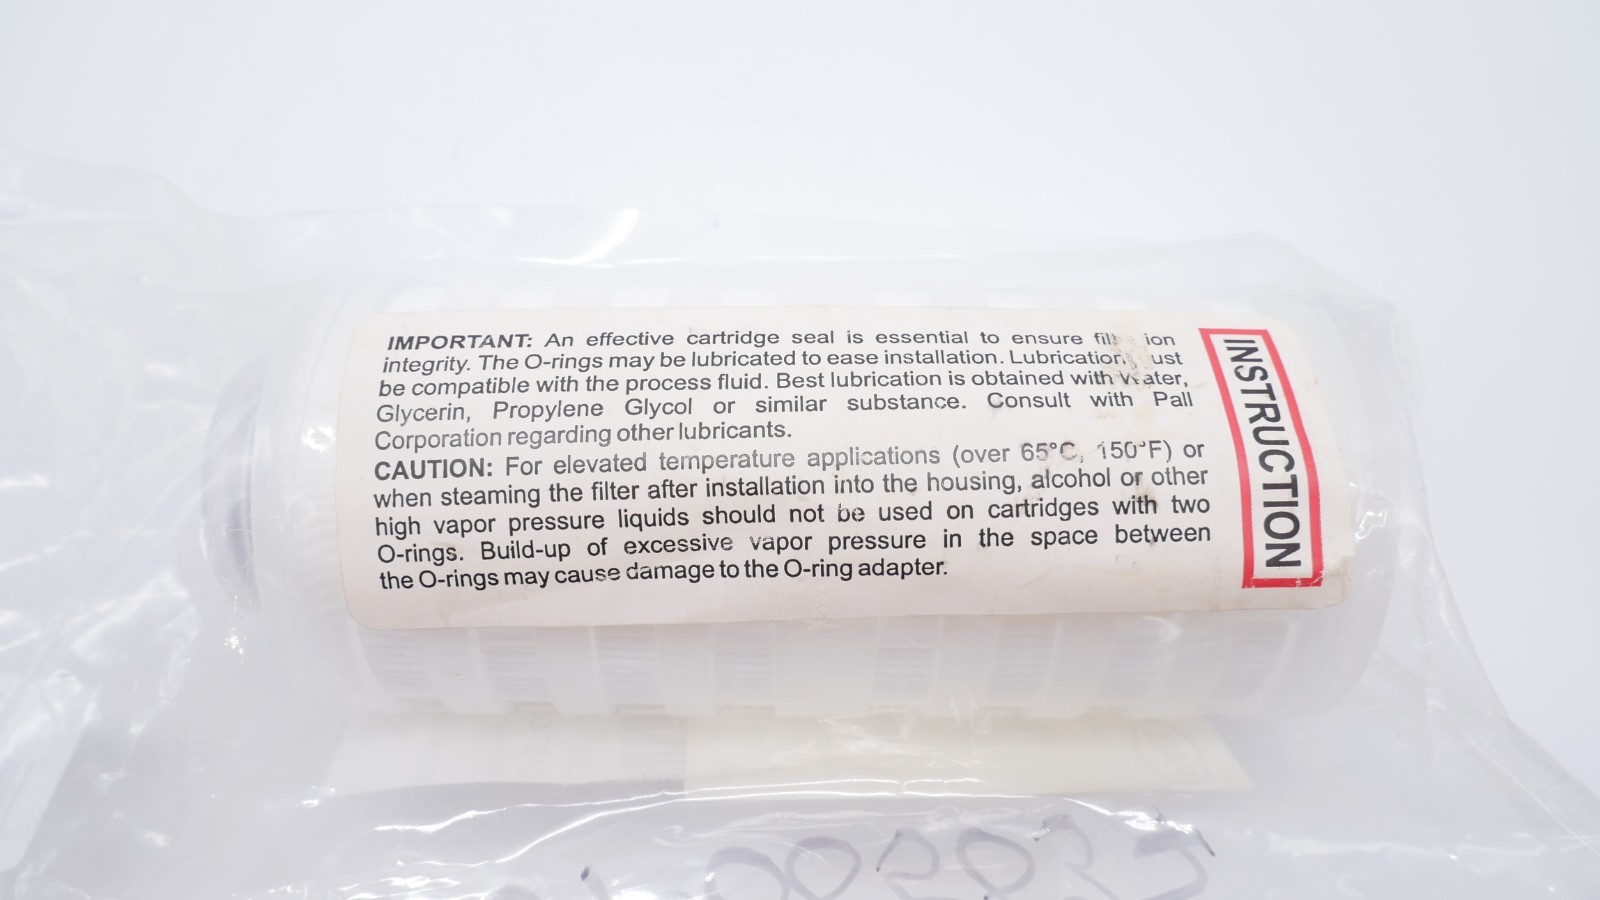 IMPORTANT: An effective cartridge seal is essential to ensure
integrity. The O-rings may be lubricated to ease installation. Lubrication
be compatible with the process fluid. Best lubrication is obtained with Water,
Glycerin, Propylene Glycol or similar substance. Consult with Pall
Corporation regarding other lubricants.
CAUTION: For elevated temperature applications (over 65°C, 150°F) or
when steaming the filter after installation into the housing, alcohol or other
high vapor pressure liquids should not be used on cartridges with two
O-rings. Build-up of excessive vapor pressure in the space between
the O-rings may cause damage to the O-ring adapter.
INSTRUCTION